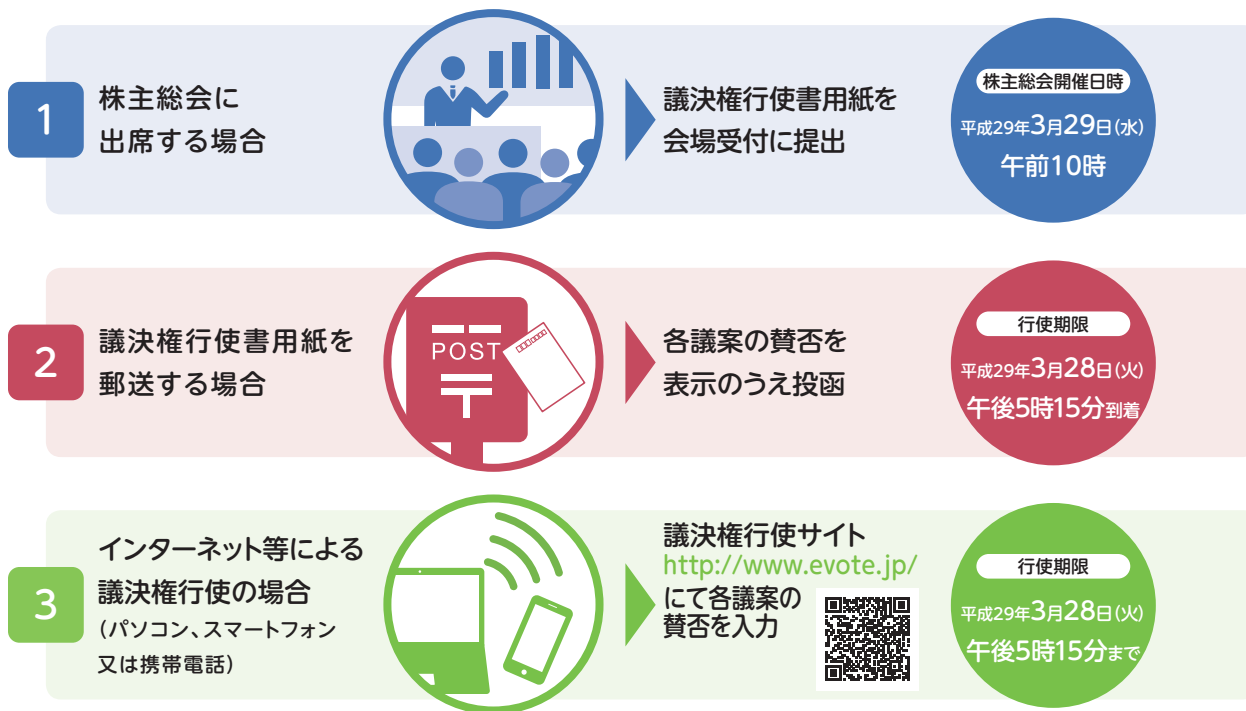 1
株主総会に
出席する場合
議決権行使書用紙を
会場受付に提出
株主総会開催日時
平成29年3月29日(水)
午前10時
2
議決権行使書用紙を
郵送する場合
POST
各議案の賛否を
表示のうえ投函
行使期限
平成29年3月28日(火)
午後5時15分到着
3
インターネット等による
議決権行使の場合
(パソコン、スマートフォン
又は携帯電話)
議決権行使サイト
http://www.evote.jp/
にて各議案の
賛否を入力
行使期限
平成29年3月28日(火)
午後5時15分まで